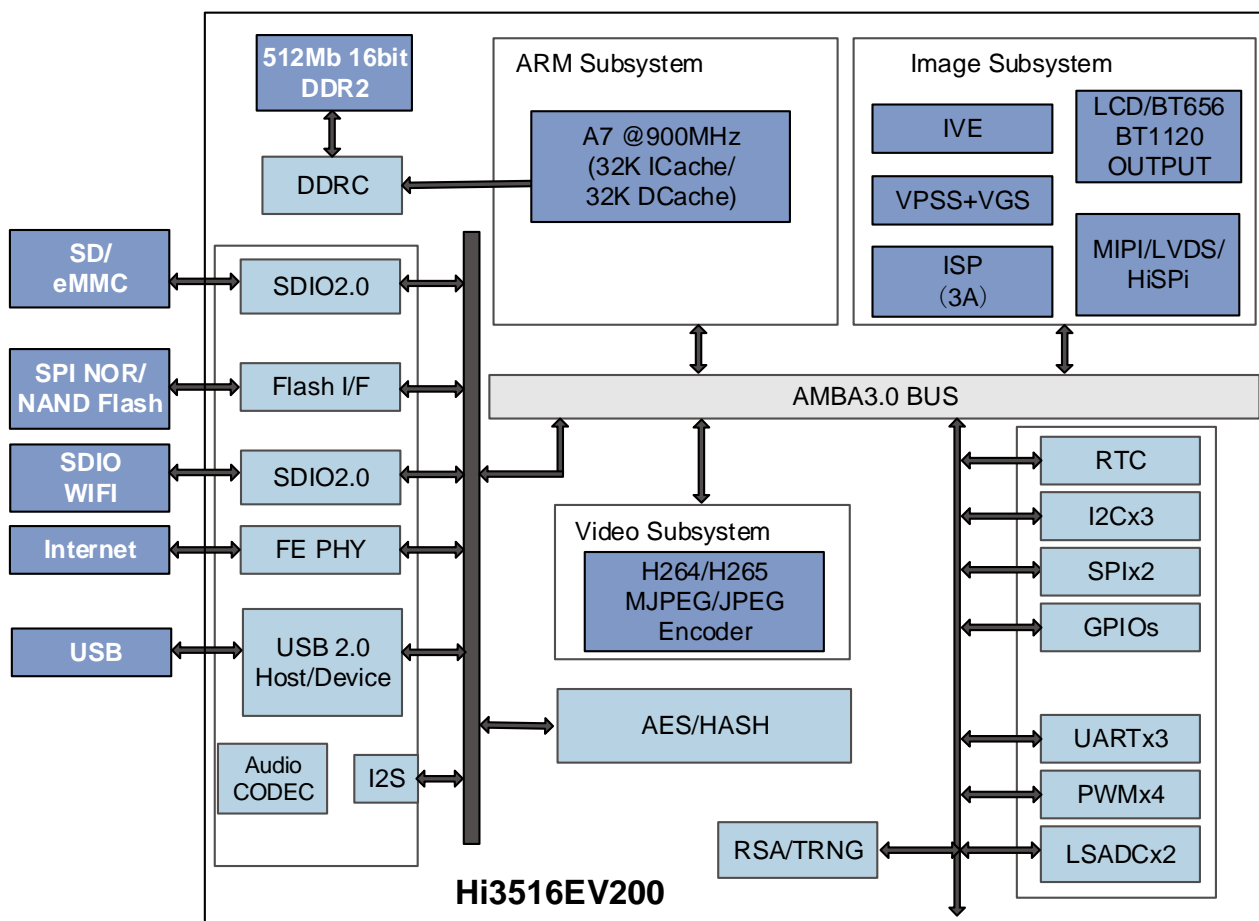 512Mb 16bit
DDR2
DDRC
ARM Subsystem
A7 @900MHz
(32K ICache/
32K DCache)
Image Subsystem
IVE
LCD/BT656
BT1120
OUTPUT
VPSS+VGS
ISP
（3A）
MIPI/LVDS/
HiSPi
SD/
eMMC
SDIO2.0
SPI NOR/
NAND Flash
Flash I/F
SDIO
WIFI
SDIO2.0
Internet
FE PHY
USB
USB 2.0
Host/Device
Audio
CODEC
I2S
AMBA3.0 BUS
Video Subsystem
H264/H265
MJPEG/JPEG
Encoder
AES/HASH
RTC
I2Cx3
SPIx2
GPIOs
UARTx3
PWMx4
LSADCx2
RSA/TRNG
Hi3516EV200